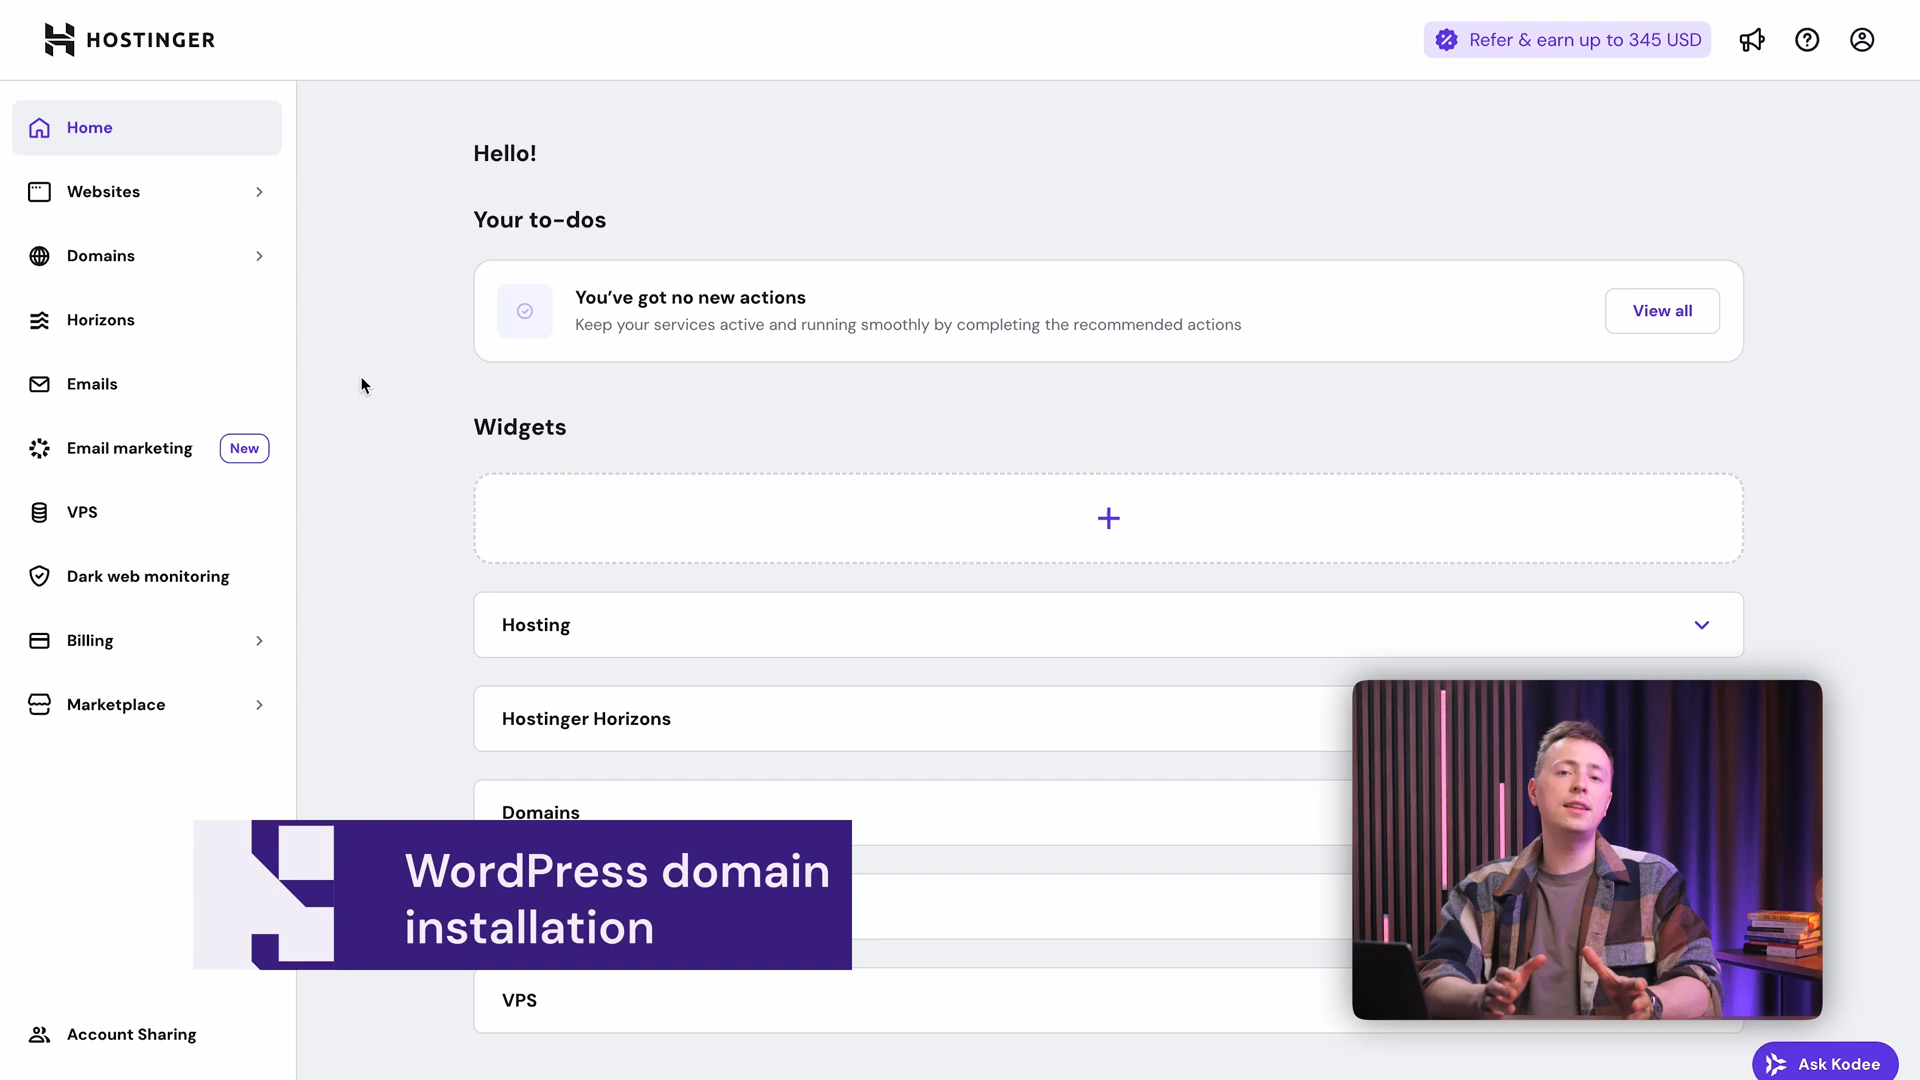 HOSTINGER
Refer & earn up to 345 USD
Home
Websites
Domains
Horizons
Emails
Email marketing
New
VPS
Dark web monitoring
Billing
Marketplace
Account Sharing
Hello!
Your to-dos
You've got no new actions
Keep your services active and running smoothly by completing the recommended actions
View all
Widgets
Hosting
Hostinger Horizons
Domains
WordPress domain
installation
VPS
Ask Kodee